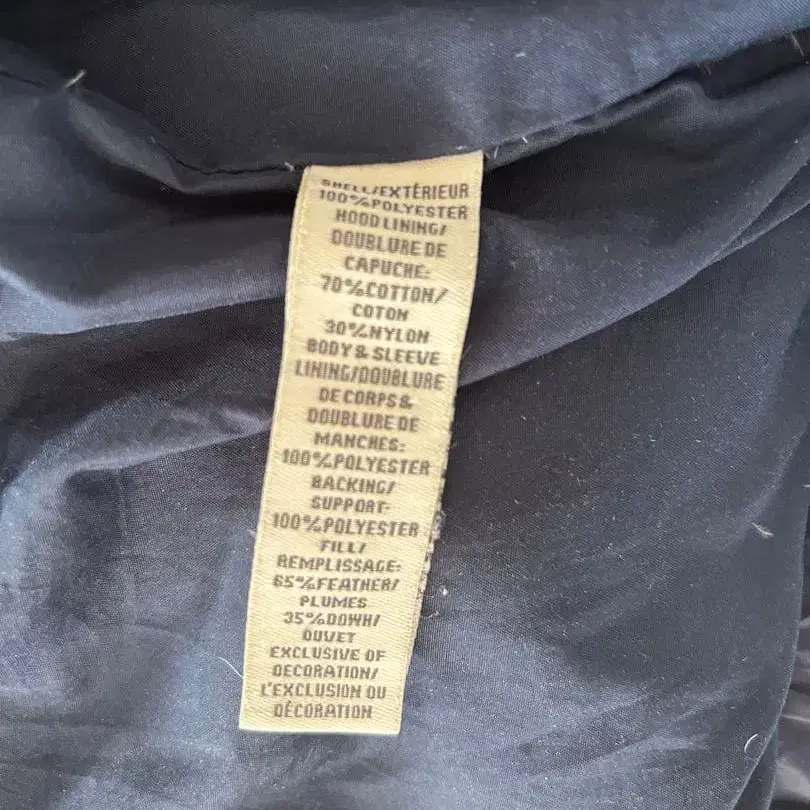 SHELL/EXTÉRIEUR
100%POLYESTER
HOOD LINING/
DOUBLURE DE
CAPUCHE:
70%COTTON/
COTON
30%NYLON
BODY & SLEEVE
LINING/DOUBLURE
DE CORPS &
DOUBLURE DE
MANCHES:
100%POLYESTER
BACKING/
SUPPORT:
100%POLYESTER
FILL/
REMPLISSAGE:
65%FEATHER/
PLUMES
35%DOWN/
DUVET
EXCLUSIVE OF
DECORATION/
L'EXCLUSION OU
DÉCORATION